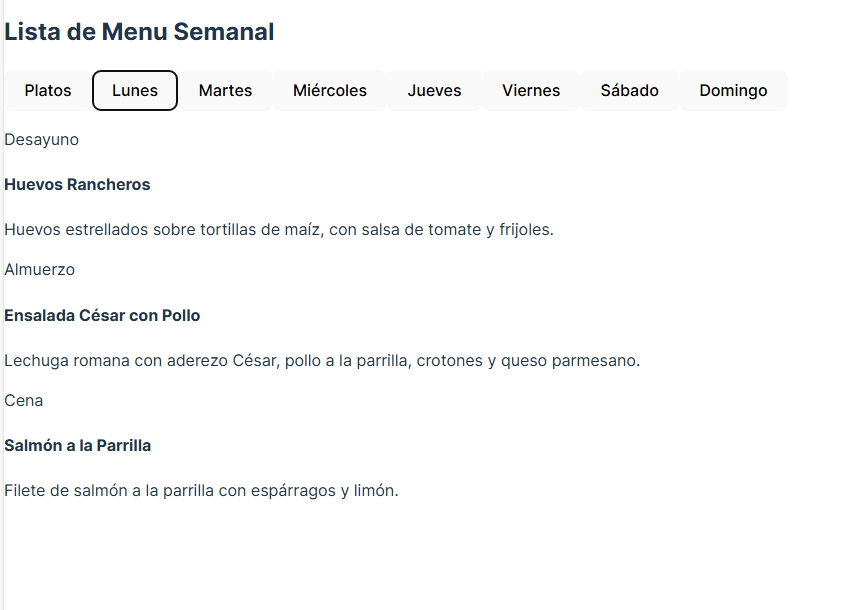 Lista de Menu Semanal
Platos Lunes Martes Miércoles Jueves Viernes Sábado Domingo
Desayuno
Huevos Rancheros
Huevos estrellados sobre tortillas de maíz, con salsa de tomate y frijoles.
Almuerzo
Ensalada César con Pollo
Lechuga romana con aderezo César, pollo a la parrilla, crotones y queso parmesano.
Cena
Salmón a la Parrilla
Filete de salmón a la parrilla con espárragos y limón.